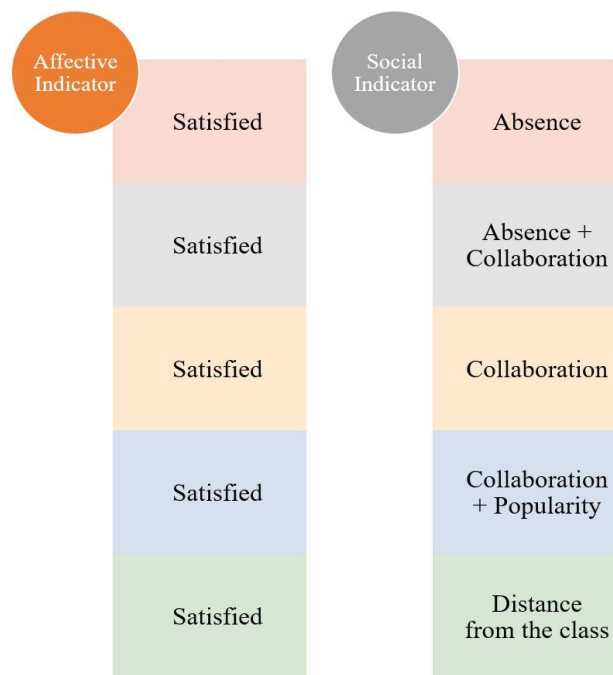 Affective
Indicator
Social
Indicator
Satisfied
Absence
Satisfied
Absence +
Collaboration
Satisfied
Collaboration
Satisfied
Collaboration
+ Popularity
Satisfied
Distance
from the class